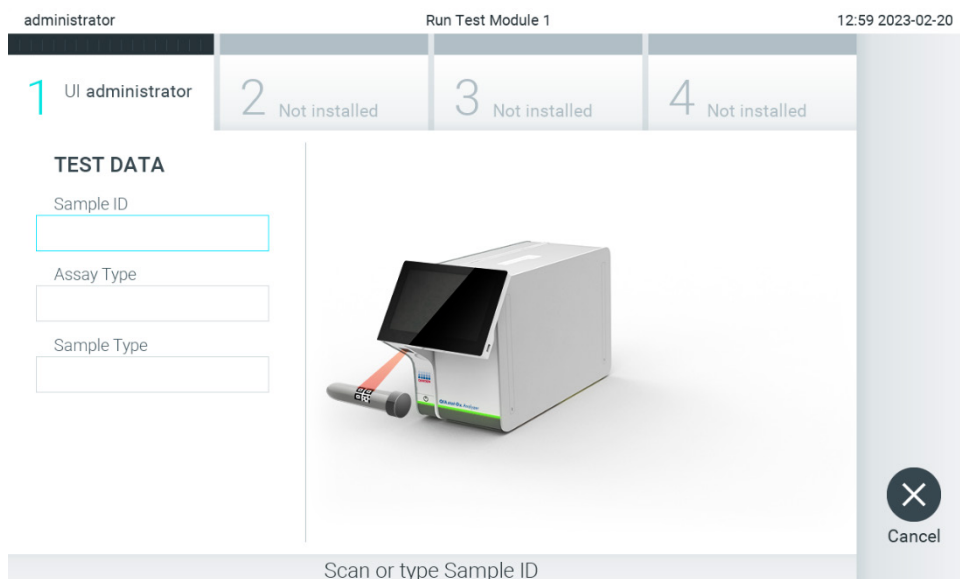 administrator
Run Test Module 1
12:59 2023-02-20
1 UI administrator
2 Not installed
3 Not installed
4 Not installed
TEST DATA
Sample ID
Assay Type
Sample Type
Cancel
Scan or type Sample ID